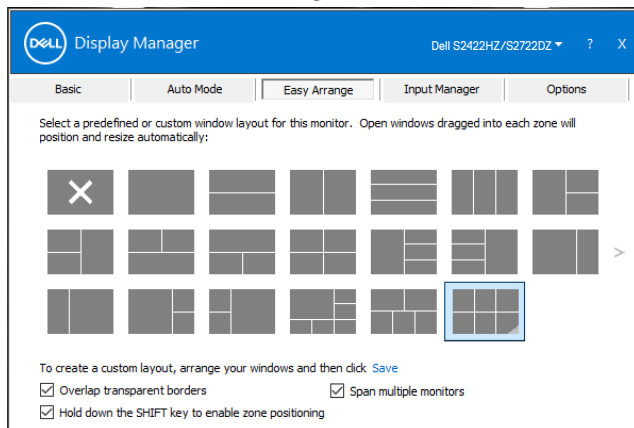 DELL Display Manager Dell S2422HZ/S2722DZ ? X
Basic Auto Mode Easy Arrange Input Manager Options
Select a predefined or custom window layout for this monitor. Open windows dragged into each zone will
position and resize automatically:
>
To create a custom layout, arrange your windows and then click Save
Overlap transparent borders Span multiple monitors
Hold down the SHIFT key to enable zone positioning